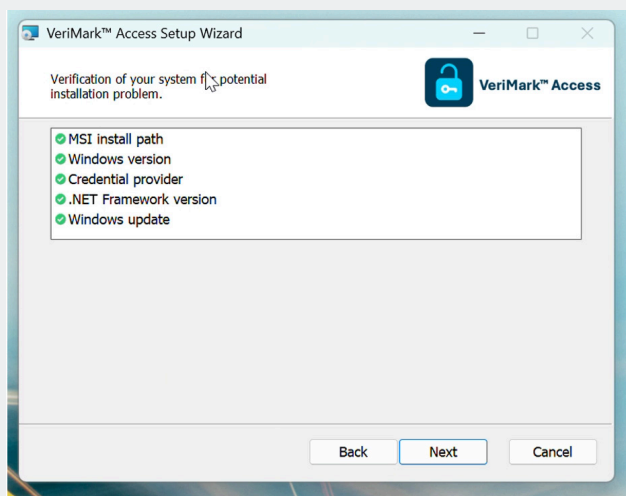 VeriMark™ Access Setup Wizard
Verification of your system for potential
installation problem.
VeriMark™ Access
MSI install path
Windows version
Credential provider
.NET Framework version
Windows update
Back
Next
Cancel